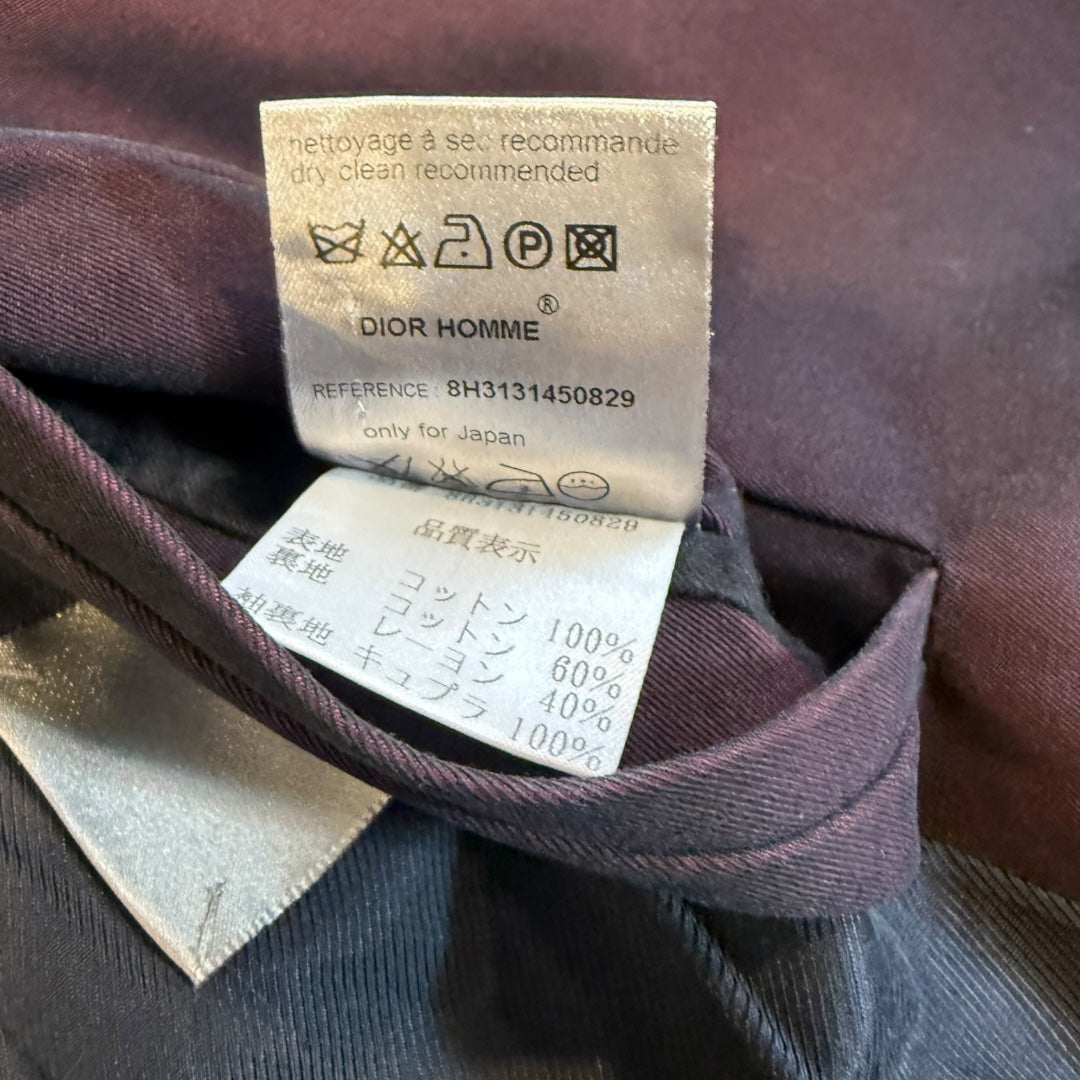 nettoyage à sec recommande
dry clean recommended
P
DIOR HOMME®
REFERENCE : 8H3131450829
only for Japan
8H3131450829
品質表示
表地 コットン 100%
裏地 コットン 60%
レーヨン 40%
袖裏地 キュプラ 100%